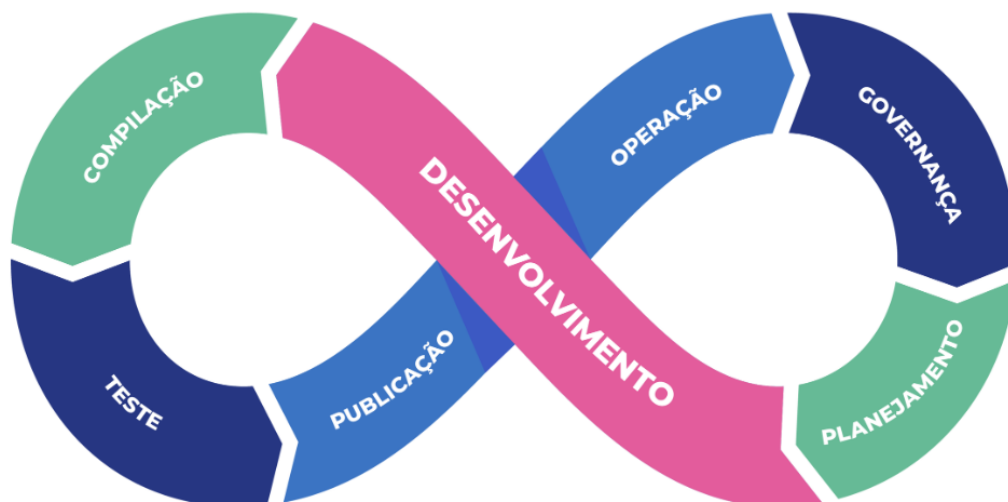 COMPILAÇÃO
OPERAÇÃO
GOVERNANÇA
DESENVOLVIMENTO
PUBLICAÇÃO
PLANEJAMENTO
TESTE